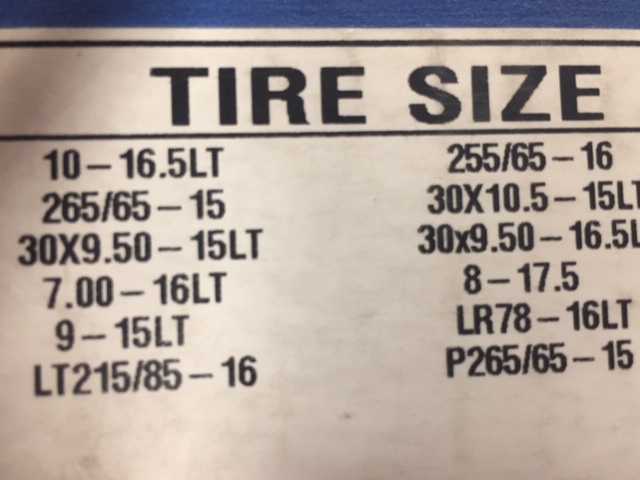 TIRE SIZE
10-16.5LT
265/65-15
30X9.50-15LT
7.00-16LT
9-15LT
LT215/85-16
255/65-16
30X10.5-15LT
30x9.50-16.5L
8-17.5
LR78-16LT
P265/65-15